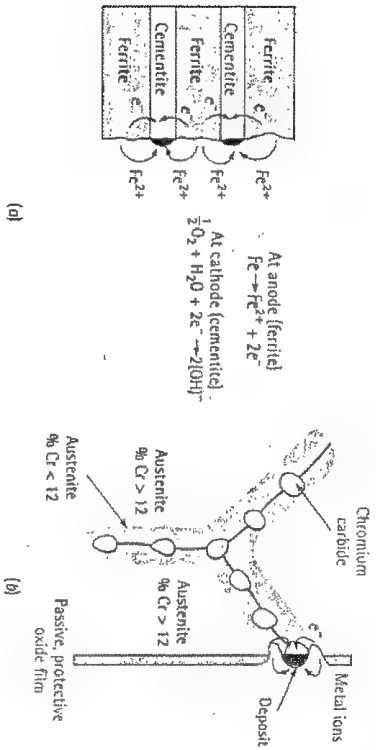 Ferrite
Cementite
Ferrite
Cementite
Ferrite
e⁻
e⁻
e⁻
e⁻
Fe²⁺
Fe²⁺
Fe²⁺
Fe²⁺
At anode (ferrite)
Fe→Fe²⁺ + 2e⁻
At cathode (cementite)
½O₂ + H₂O + 2e⁻→2(OH)⁻
(a)
Chromium
carbide
Austenite
% Cr > 12
Austenite
% Cr < 12
Austenite
% Cr > 12
e⁻
Metal ions
Deposit
Passive, protective
oxide film
(b)